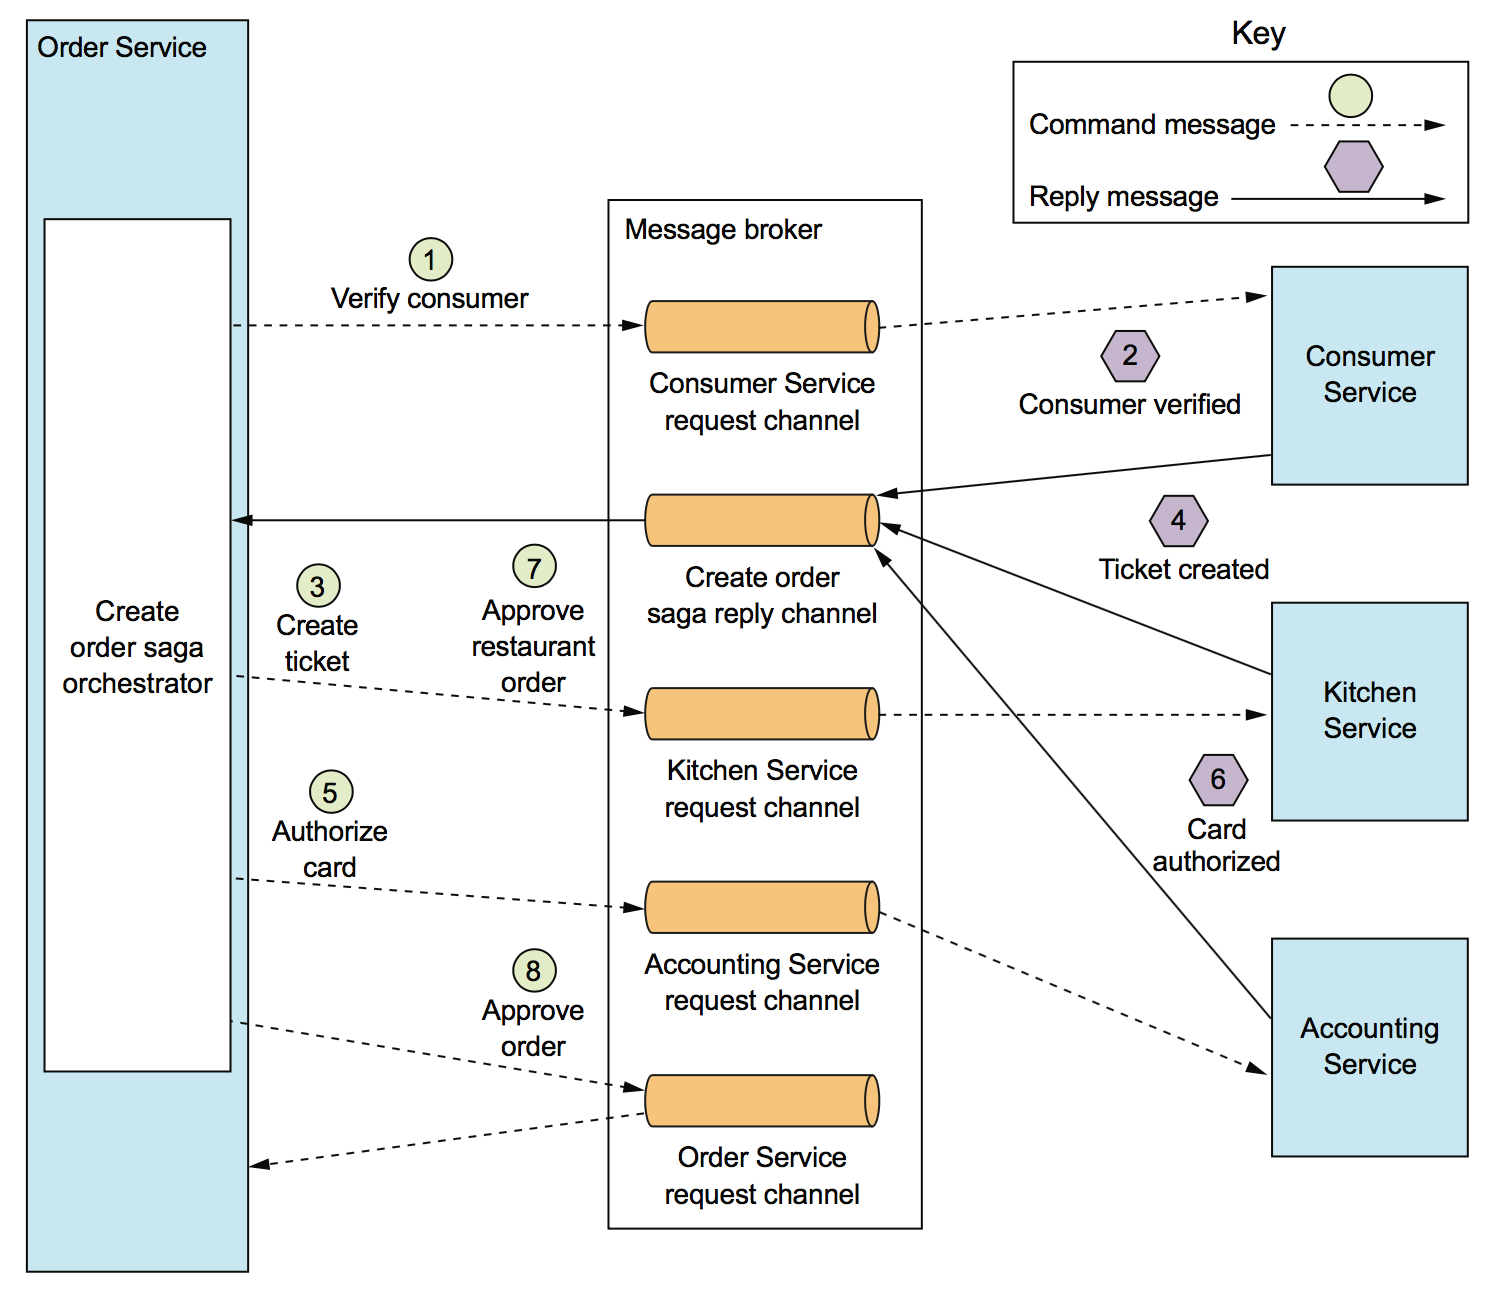 Order Service
Key
Command message
Reply message
Message broker
1
Verify consumer
Consumer Service
request channel
2
Consumer verified
Consumer
Service
Create order
saga reply channel
4
Ticket created
3
Create
ticket
7
Approve
restaurant
order
Create
order saga
orchestrator
Kitchen Service
request channel
Kitchen
Service
6
Card
authorized
5
Authorize
card
Accounting Service
request channel
8
Approve
order
Accounting
Service
Order Service
request channel